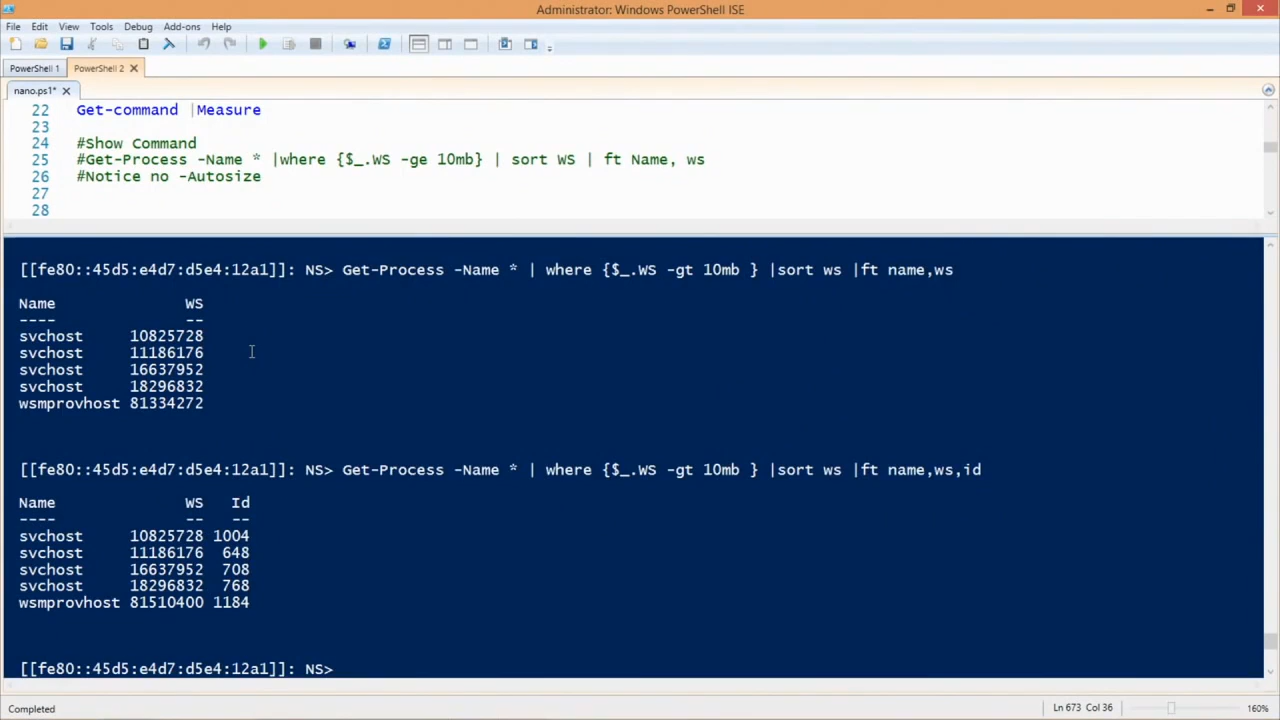 Administrator: Windows PowerShell ISE
File Edit View Tools Debug Add-ons Help
PowerShell 1 PowerShell 2
nano.ps1*
22 Get-command |Measure
23
24 #Show Command
25 #Get-Process -Name * |where {$_.WS -ge 10mb} | sort WS | ft Name, ws
26 #Notice no -Autosize
27
28
[[fe80::45d5:e4d7:d5e4:12a1]]: NS> Get-Process -Name * | where {$_.WS -gt 10mb } |sort ws |ft name,ws
Name WS
---- --
svchost 10825728
svchost 11186176
svchost 16637952
svchost 18296832
wsmprovhost 81334272
[[fe80::45d5:e4d7:d5e4:12a1]]: NS> Get-Process -Name * | where {$_.WS -gt 10mb } |sort ws |ft name,ws,id
Name WS Id
---- -- --
svchost 10825728 1004
svchost 11186176 648
svchost 16637952 708
svchost 18296832 768
wsmprovhost 81510400 1184
[[fe80::45d5:e4d7:d5e4:12a1]]: NS>
Completed Ln 673 Col 36 160%